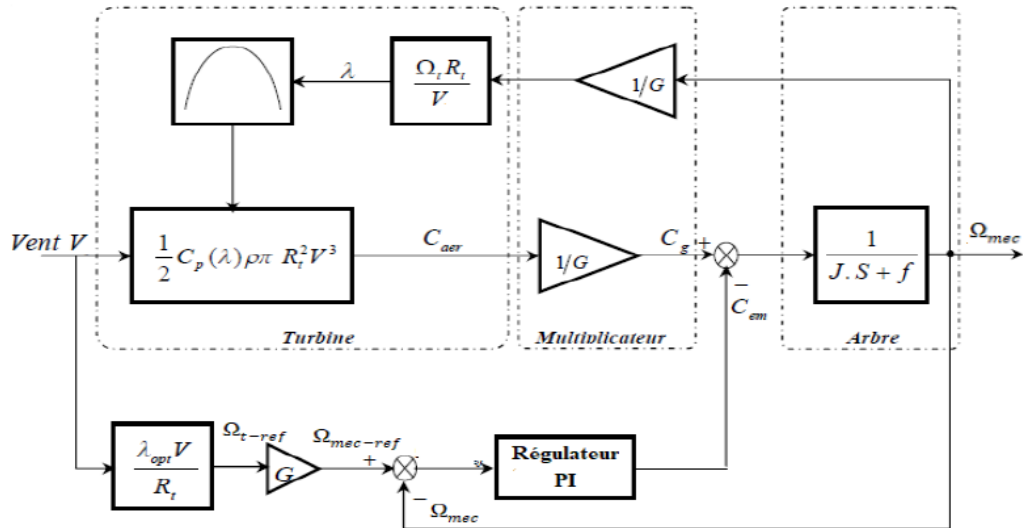 λ
Ω_t R_t / V
1/G
Vent V
1/2 C_p(λ)ρπ R_t^2 V^3
C_aer
1/G
C_g
+
−
C_em
1 / J.S + f
Ω_mec
Turbine
Multiplicateur
Arbre
λ_opt V / R_t
Ω_t-ref
G
Ω_mec-ref
+
−
Ω_mec
Régulateur
PI